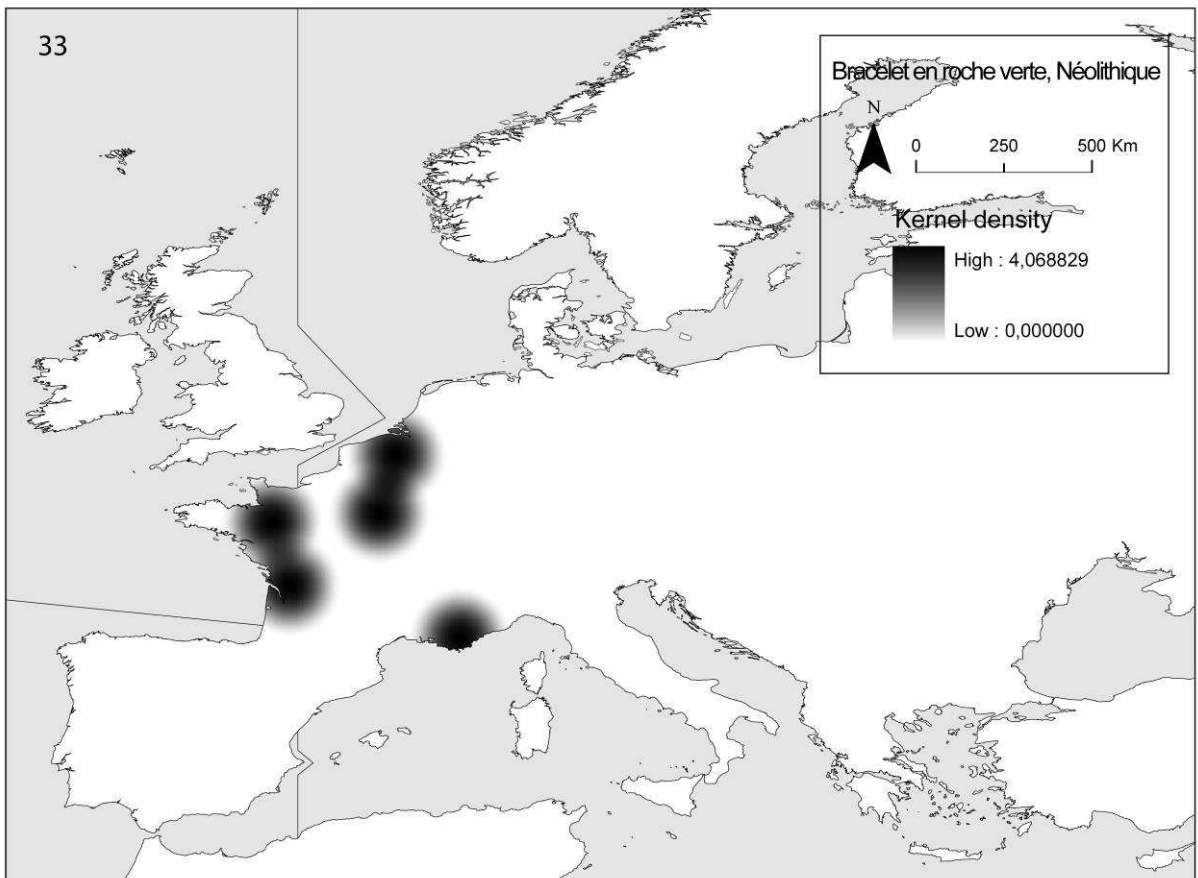 33
Bracelet en roche verte, Néolithique
N
0 250 500 Km
Kernel density
High : 4,068829
Low : 0,000000